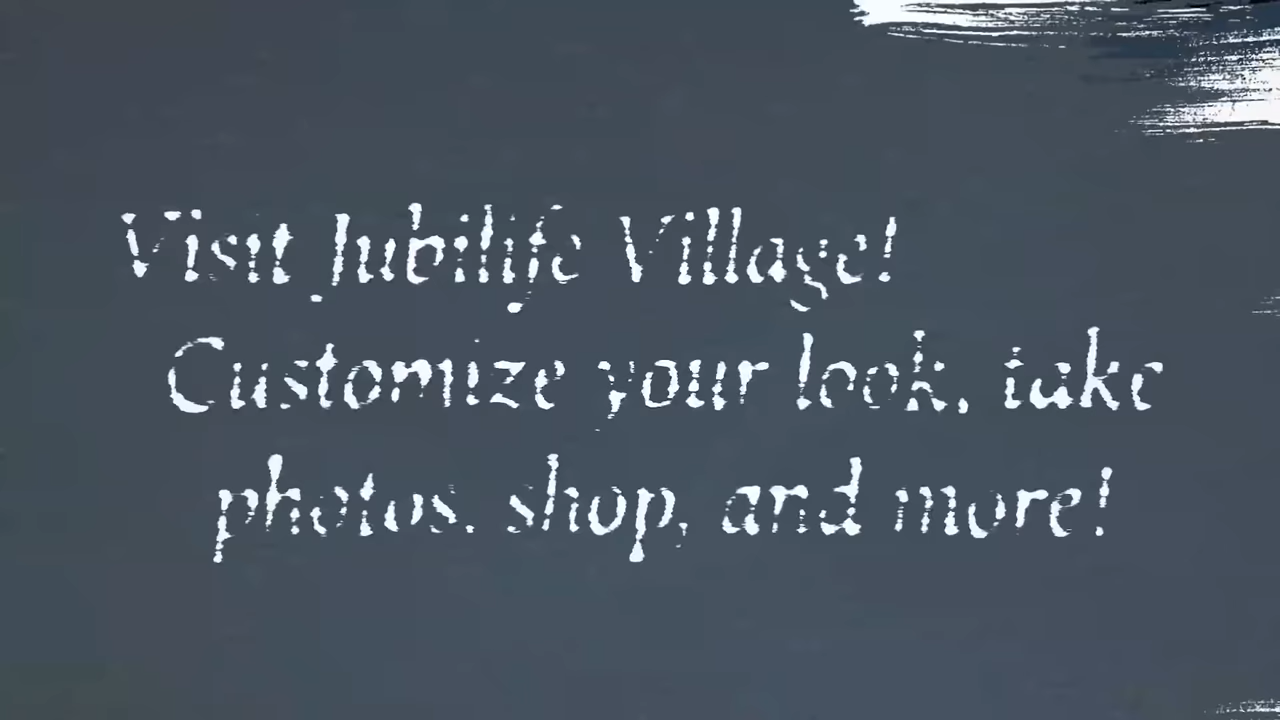 Visit Jubilife Village!
Customize your look, take
photos, shop, and more!